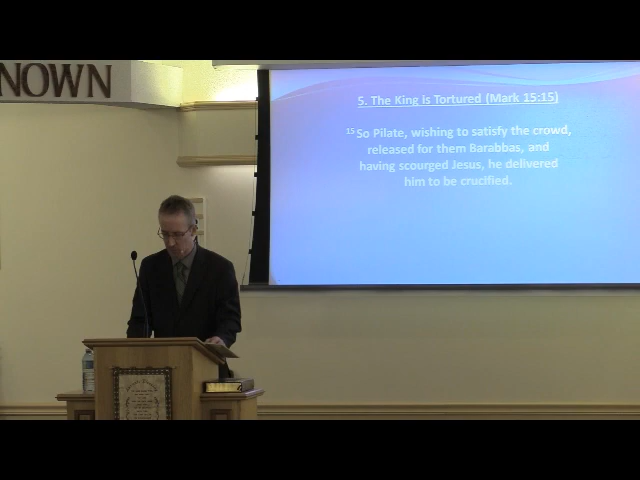 NOWN
5. The King is Tortured (Mark 15:15)
15 So Pilate, wishing to satisfy the crowd,
released for them Barabbas, and
having scourged Jesus, he delivered
him to be crucified.